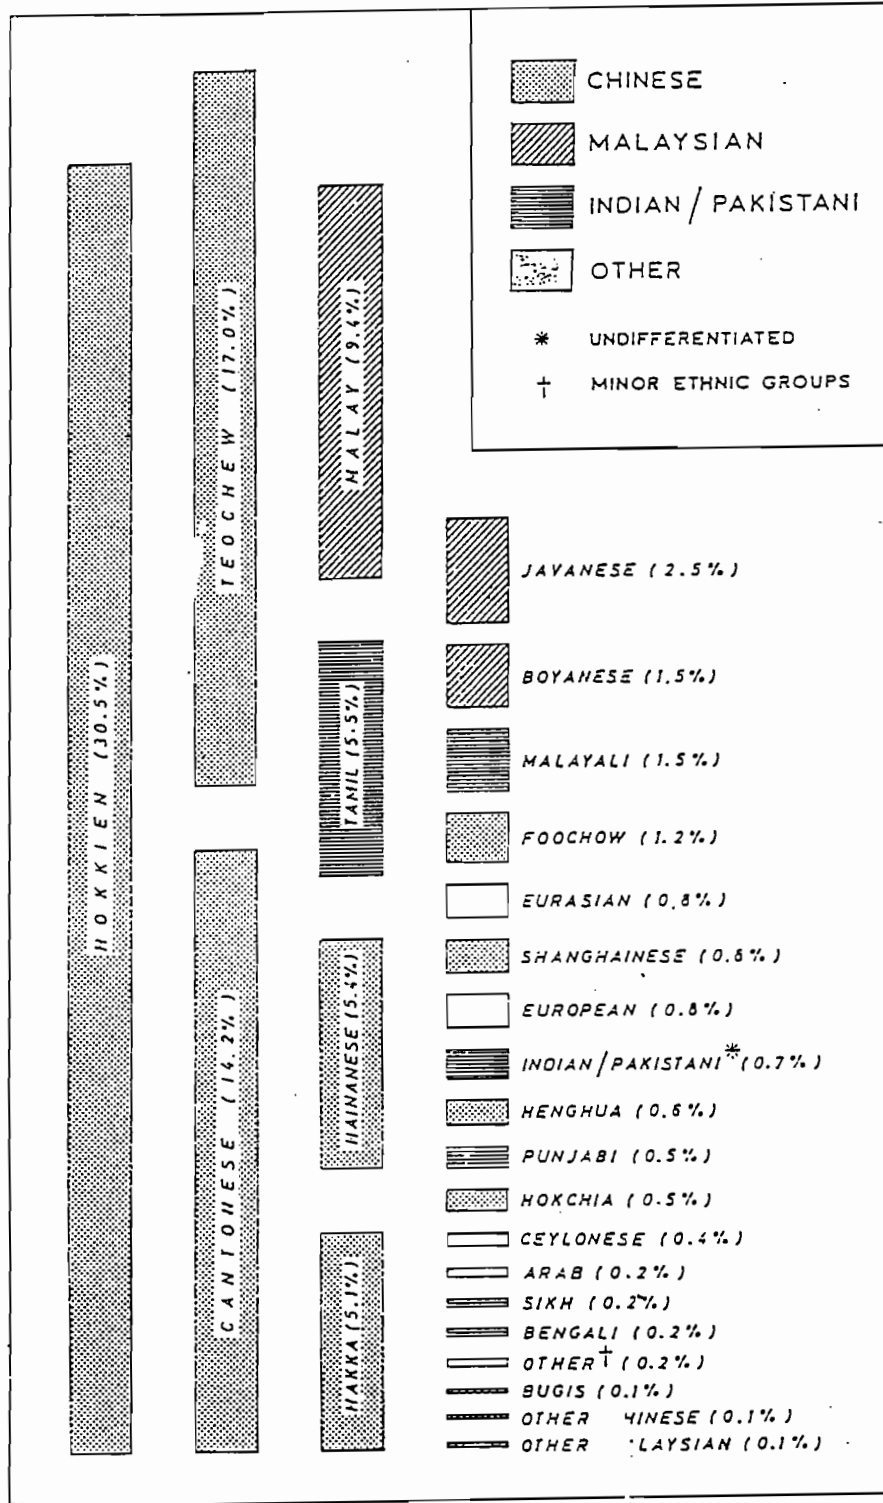 CHINESE
MALAYSIAN
INDIAN / PAKISTANI
OTHER
* UNDIFFERENTIATED
† MINOR ETHNIC GROUPS
HOKKIEN (30.5%)
TEOCHEW (17.0%)
CANTONESE (14.2%)
MALAY (9.4%)
TAMIL (5.5%)
HAINANESE (5.4%)
HAKKA (5.1%)
JAVANESE (2.5%)
BOYANESE (1.5%)
MALAYALI (1.5%)
FOOCHOW (1.2%)
EURASIAN (0.8%)
SHANGHAINESE (0.8%)
EUROPEAN (0.8%)
INDIAN/PAKISTANI* (0.7%)
HENGHUA (0.6%)
PUNJABI (0.5%)
HOKCHIA (0.5%)
CEYLONESE (0.4%)
ARAB (0.2%)
SIKH (0.2%)
BENGALI (0.2%)
OTHER† (0.2%)
BUGIS (0.1%)
OTHER HINESE (0.1%)
OTHER LAYSIAN (0.1%)